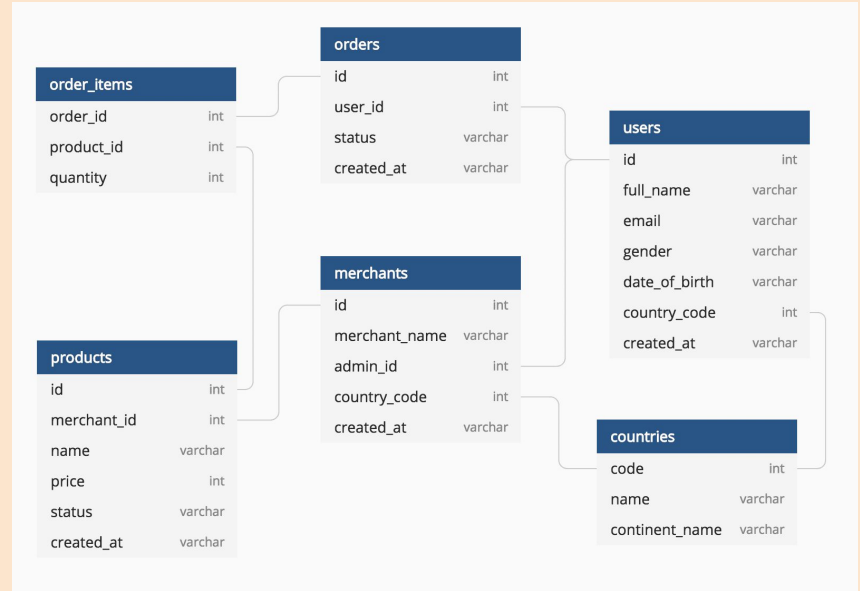 orders
id int
user_id int
status varchar
created_at varchar
order_items
order_id int
product_id int
quantity int
users
id int
full_name varchar
email varchar
gender varchar
date_of_birth varchar
country_code int
created_at varchar
merchants
id int
merchant_name varchar
admin_id int
country_code int
created_at varchar
products
id int
merchant_id int
name varchar
price int
status varchar
created_at varchar
countries
code int
name varchar
continent_name varchar